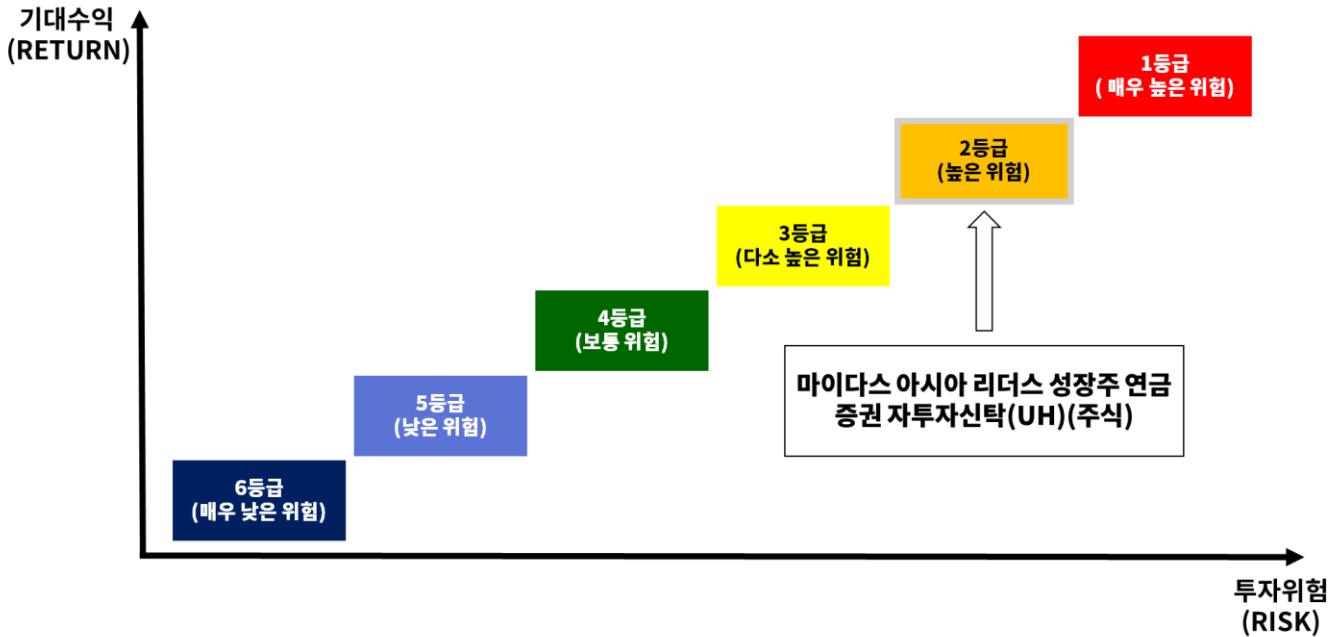 기대수익
(RETURN)
1등급
( 매우 높은 위험)
2등급
(높은 위험)
3등급
(다소 높은 위험)
4등급
(보통 위험)
마이다스 아시아 리더스 성장주 연금
증권 자투자신탁(UH)(주식)
5등급
(낮은 위험)
6등급
(매우 낮은 위험)
투자위험
(RISK)